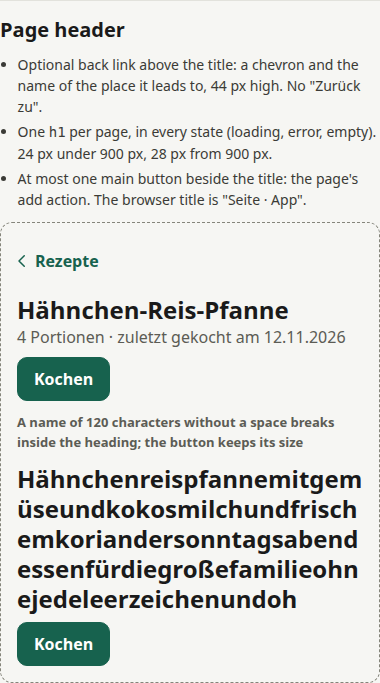 Page header
Optional back link above the title: a chevron and the
name of the place it leads to, 44 px high. No "Zurück
zu".
One h1 per page, in every state (loading, error, empty).
24 px under 900 px, 28 px from 900 px.
At most one main button beside the title: the page's
add action. The browser title is "Seite · App".
Rezepte
Hähnchen-Reis-Pfanne
4 Portionen · zuletzt gekocht am 12.11.2026
Kochen
A name of 120 characters without a space breaks
inside the heading; the button keeps its size
Hähnchenreispfannemitgem
üseundkokosmilchundfrisch
emkoriandersonntagsabend
essenfürdiegroßefamilieohn
ejedeleerzeichenundoh
Kochen